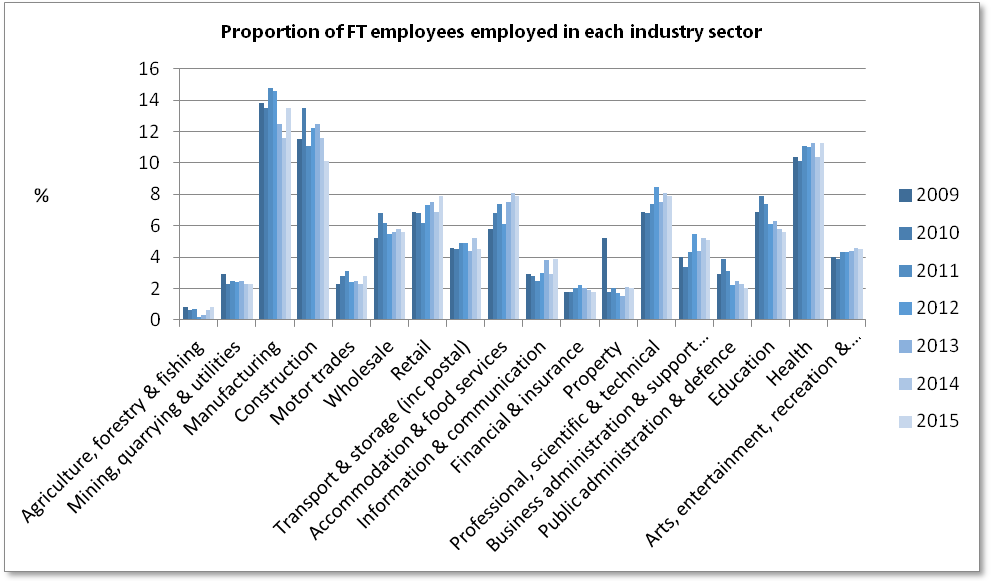 Proportion of FT employees employed in each industry sector
16
14
12
10
8
6
4
2
0
%
Agriculture, forestry & fishing
Mining, quarrying & utilities
Manufacturing
Construction
Motor trades
Wholesale
Retail
Transport & storage (inc postal)
Accommodation & food services
Information & communication
Financial & insurance
Property
Professional, scientific & technical
Business administration & support...
Public administration & defence
Education
Health
Arts, entertainment, recreation &...
2009
2010
2011
2012
2013
2014
2015